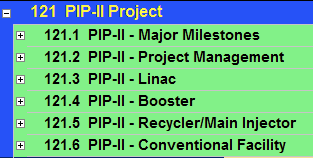 121 PIP-II Project
121.1 PIP-II - Major Milestones
121.2 PIP-II - Project Management
121.3 PIP-II - Linac
121.4 PIP-II - Booster
121.5 PIP-II - Recycler/Main Injector
121.6 PIP-II - Conventional Facility